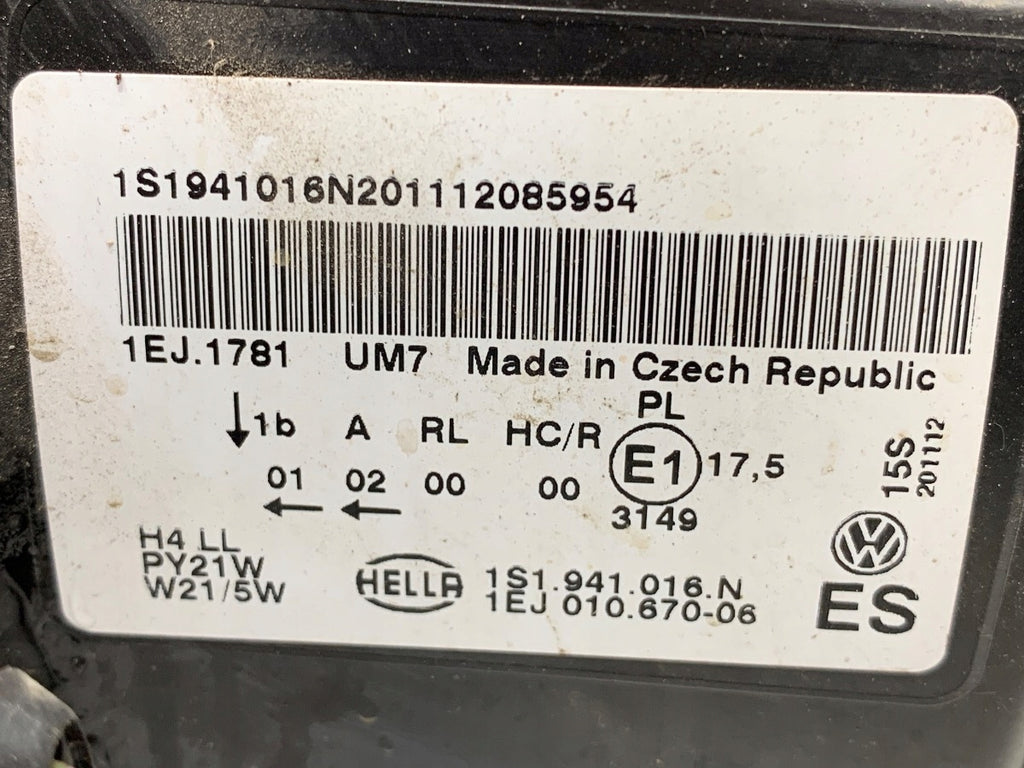 1S1941016N201112085954
1EJ.1781 UM7 Made in Czech Republic
↓1b A RL HC/R PL
01 02 00 00 E1 17,5
← ← 3149
15S
201112
H4 LL
PY21W
W21/5W
HELLA
1S1.941.016.N
1EJ 010.670-06
VW
ES